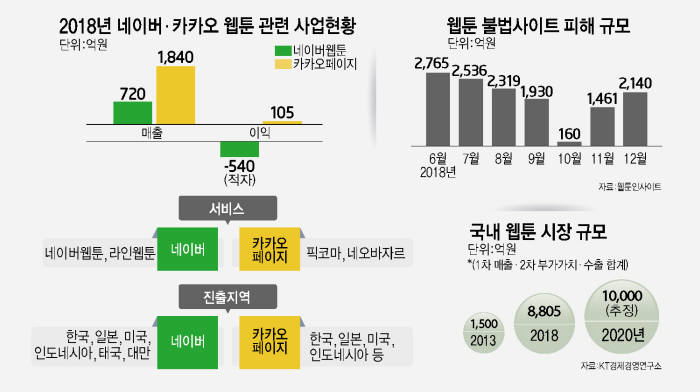 2018년 네이버·카카오 웹툰 관련 사업현황
단위:억원
네이버웹툰
카카오페이지
720
1,840
매출
이익
105
-540
(적자)
서비스
네이버웹툰, 라인웹툰
네이버
카카오
페이지
픽코마, 네오바자르
진출지역
한국, 일본, 미국,
인도네시아, 태국, 대만
네이버
카카오
페이지
한국, 일본, 미국,
인도네시아 등
웹툰 불법사이트 피해 규모
단위:억원
2,765
2,536
2,319
1,930
160
1,461
2,140
6월
7월
8월
9월
10월
11월
12월
2018년
자료:웹툰인사이트
국내 웹툰 시장 규모
단위:억원
*(1차 매출·2차 부가가치·수출 합계)
1,500
2013
8,805
2018
10,000
(추정)
2020년
자료:KT경제경영연구소